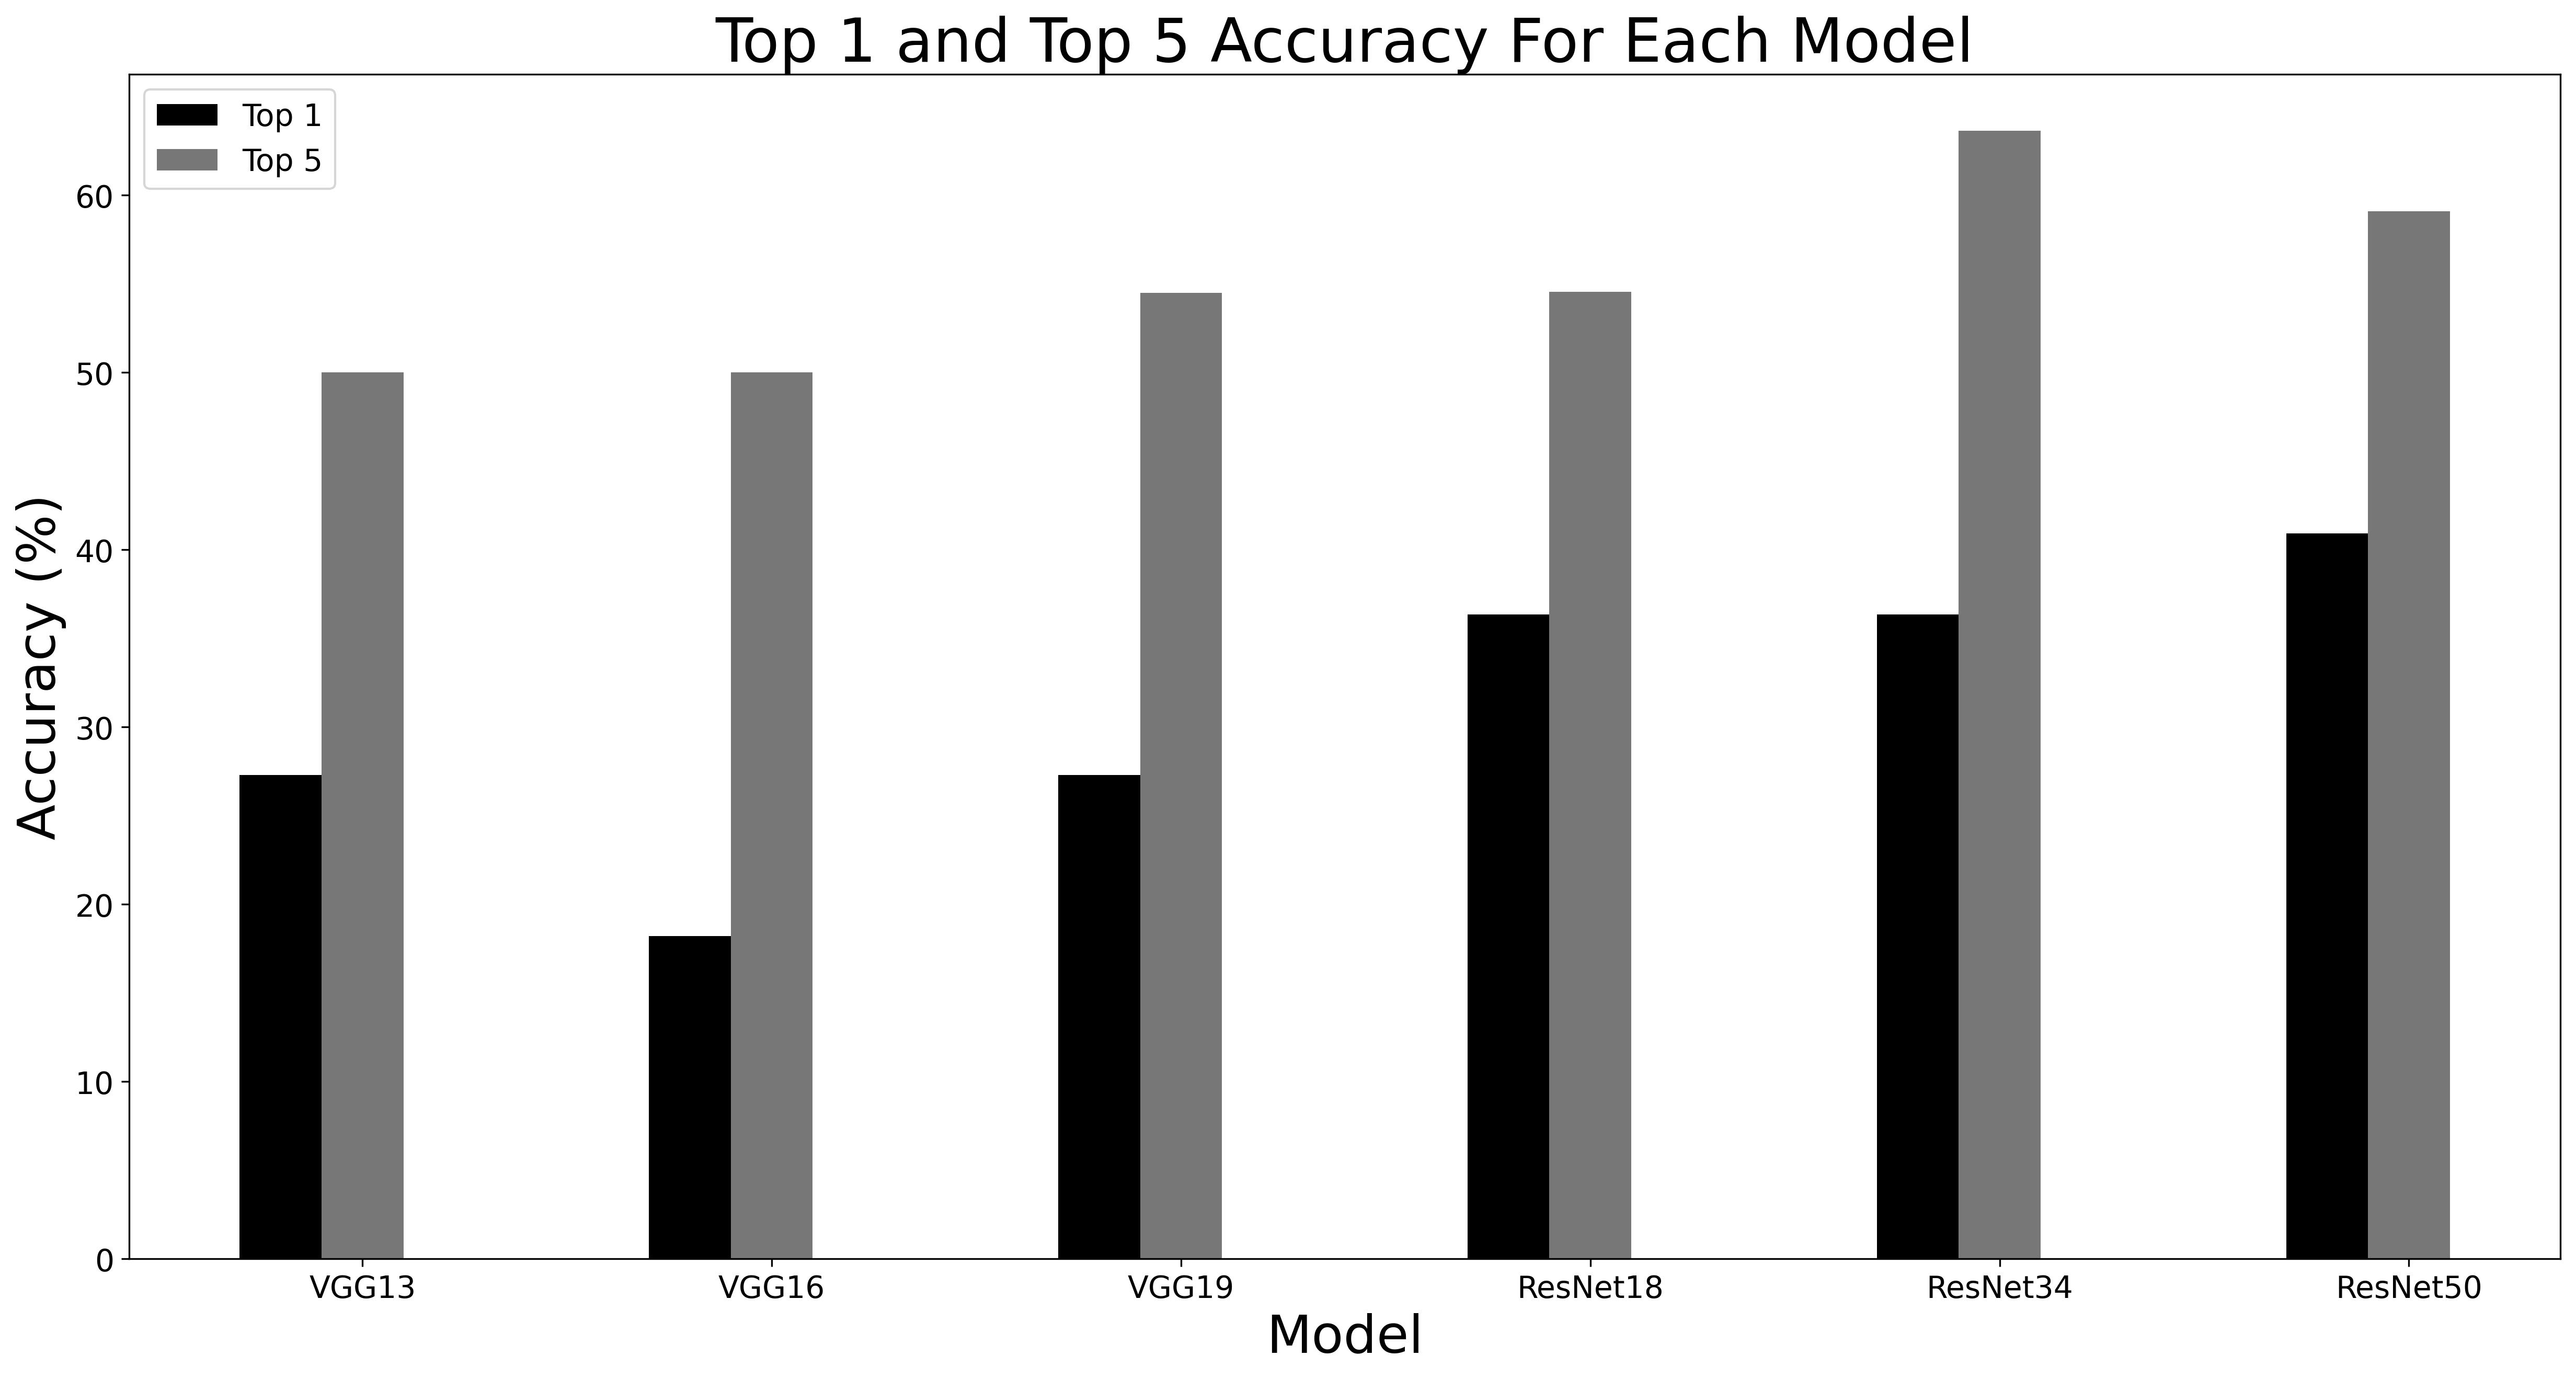 Top 1 and Top 5 Accuracy For Each Model
Top 1
Top 5
Accuracy (%)
60
50
40
30
20
10
0
VGG13 VGG16 VGG19 ResNet18 ResNet34 ResNet50
Model